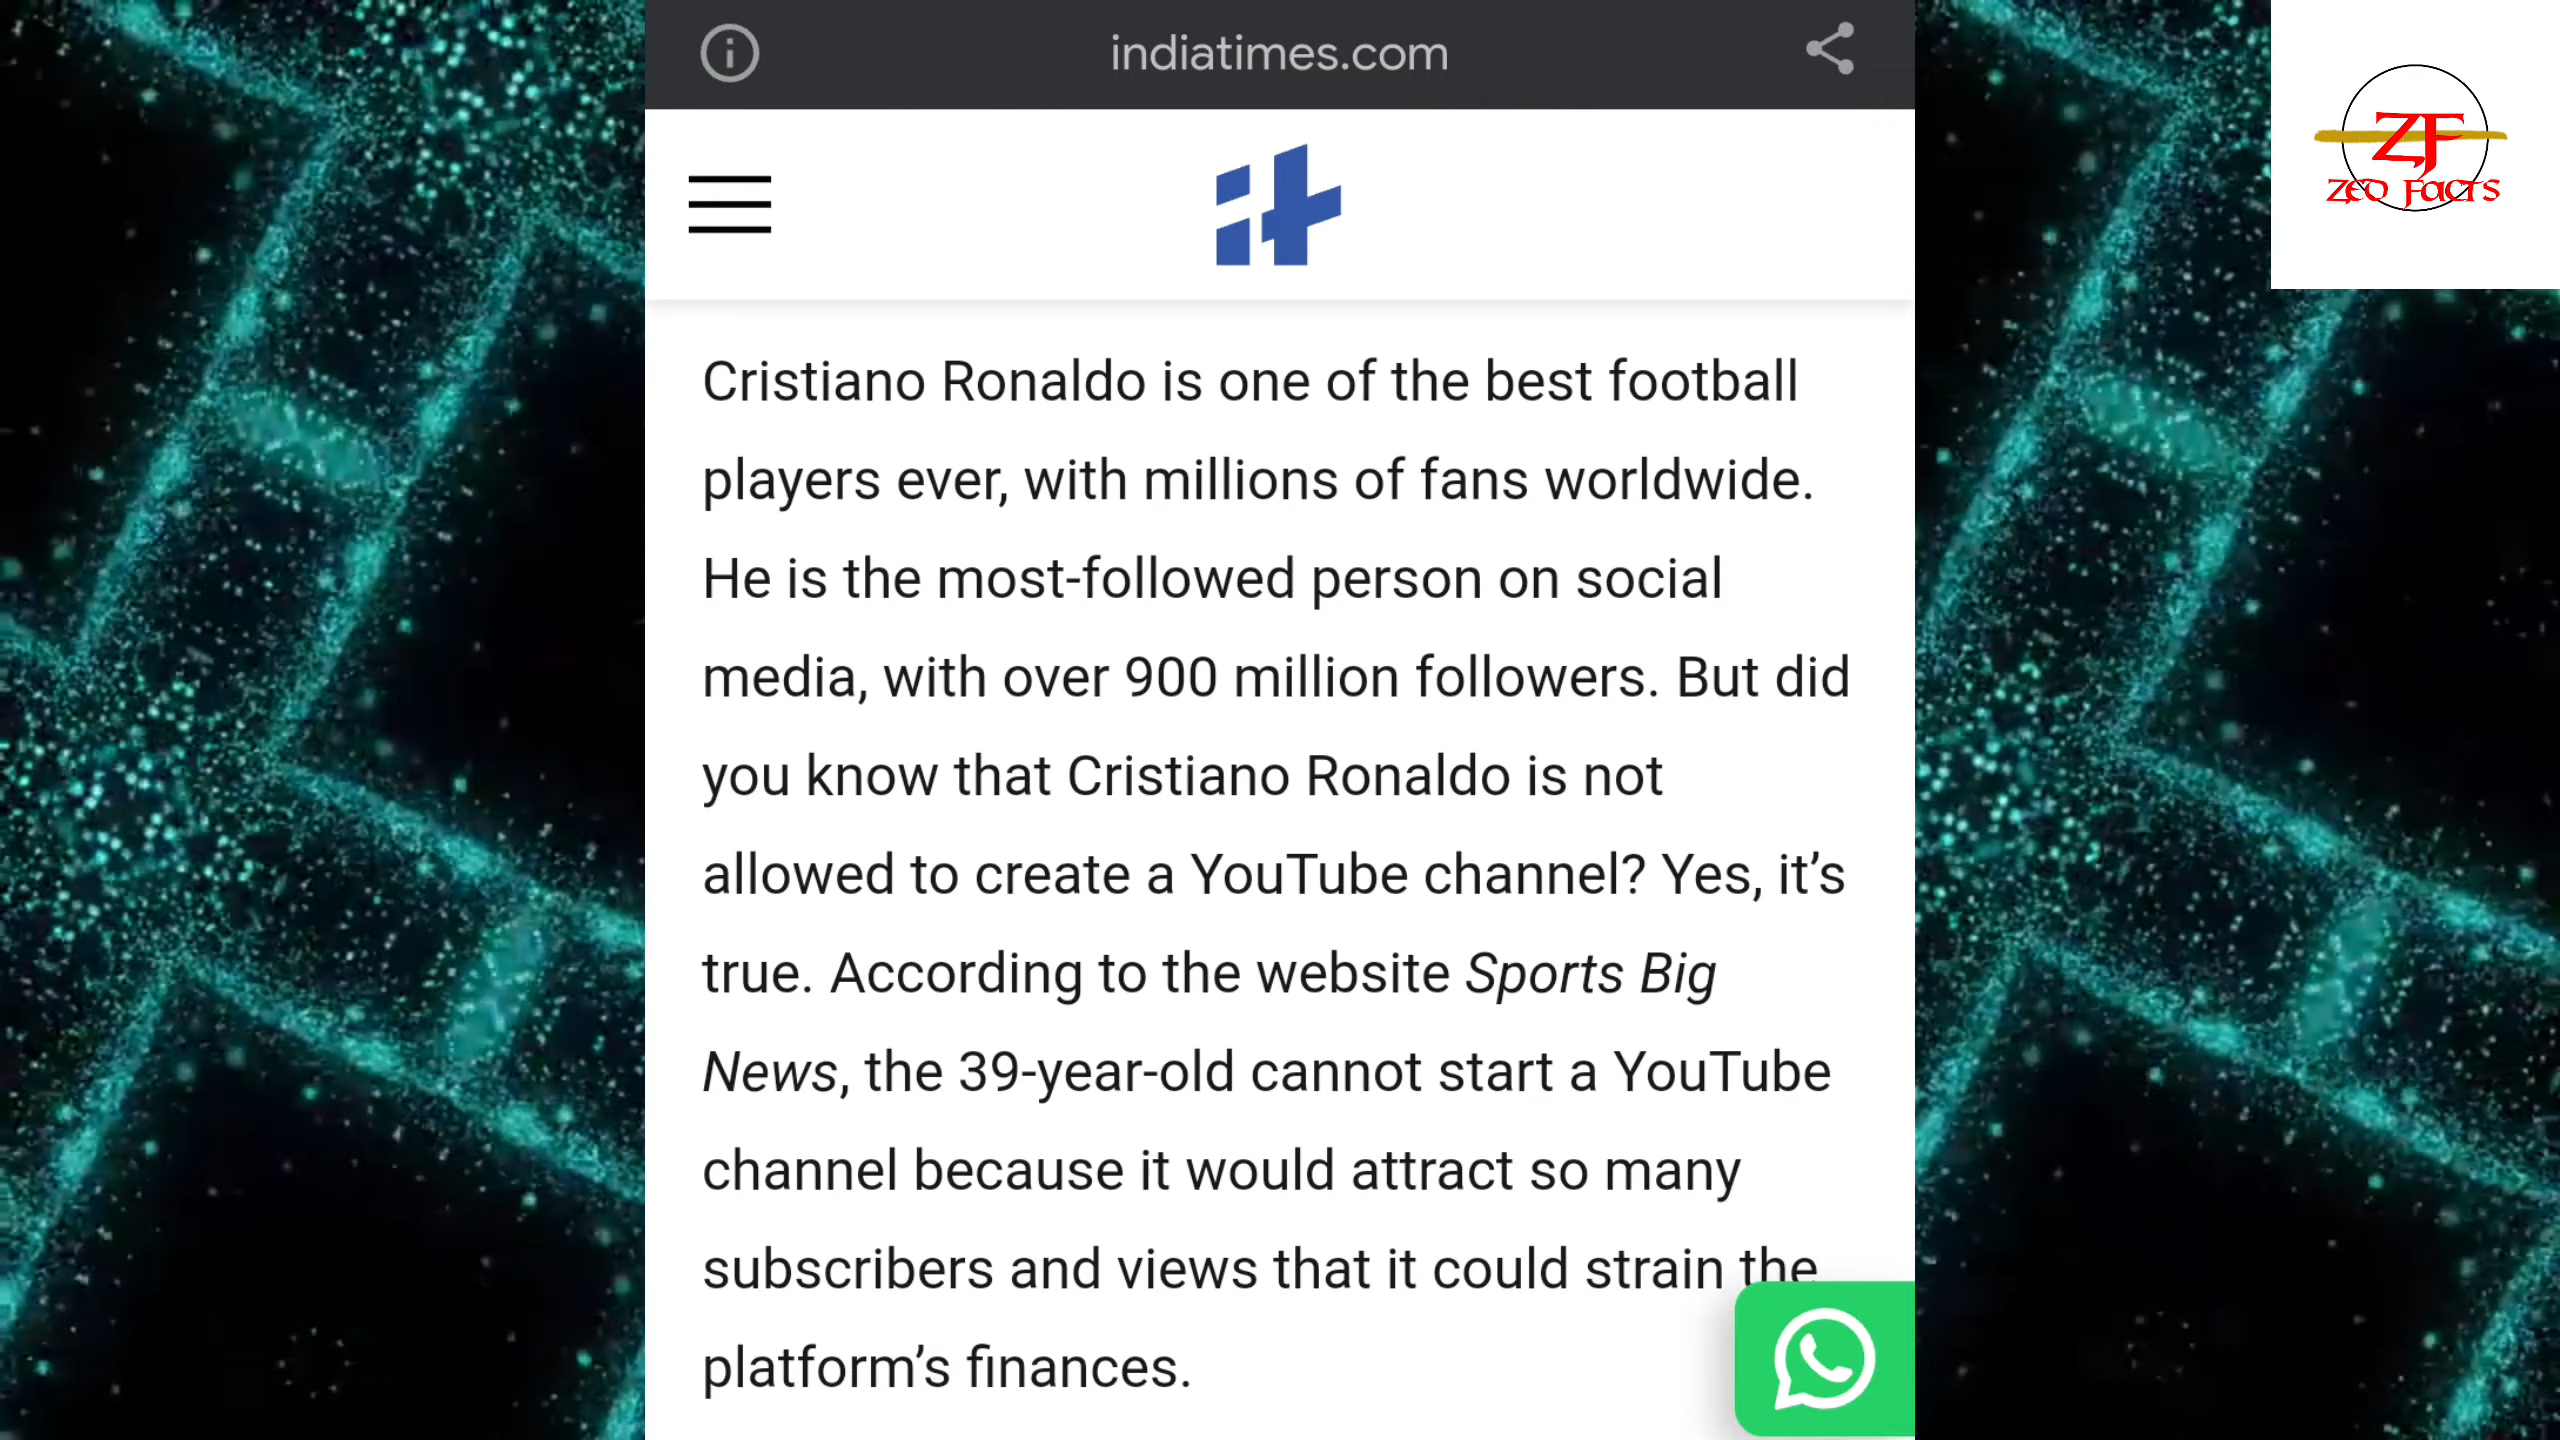 indiatimes.com
it
ZF
ZED FACTS
Cristiano Ronaldo is one of the best football
players ever, with millions of fans worldwide.
He is the most-followed person on social
media, with over 900 million followers. But did
you know that Cristiano Ronaldo is not
allowed to create a YouTube channel? Yes, it’s
true. According to the website Sports Big
News, the 39-year-old cannot start a YouTube
channel because it would attract so many
subscribers and views that it could strain the
platform’s finances.